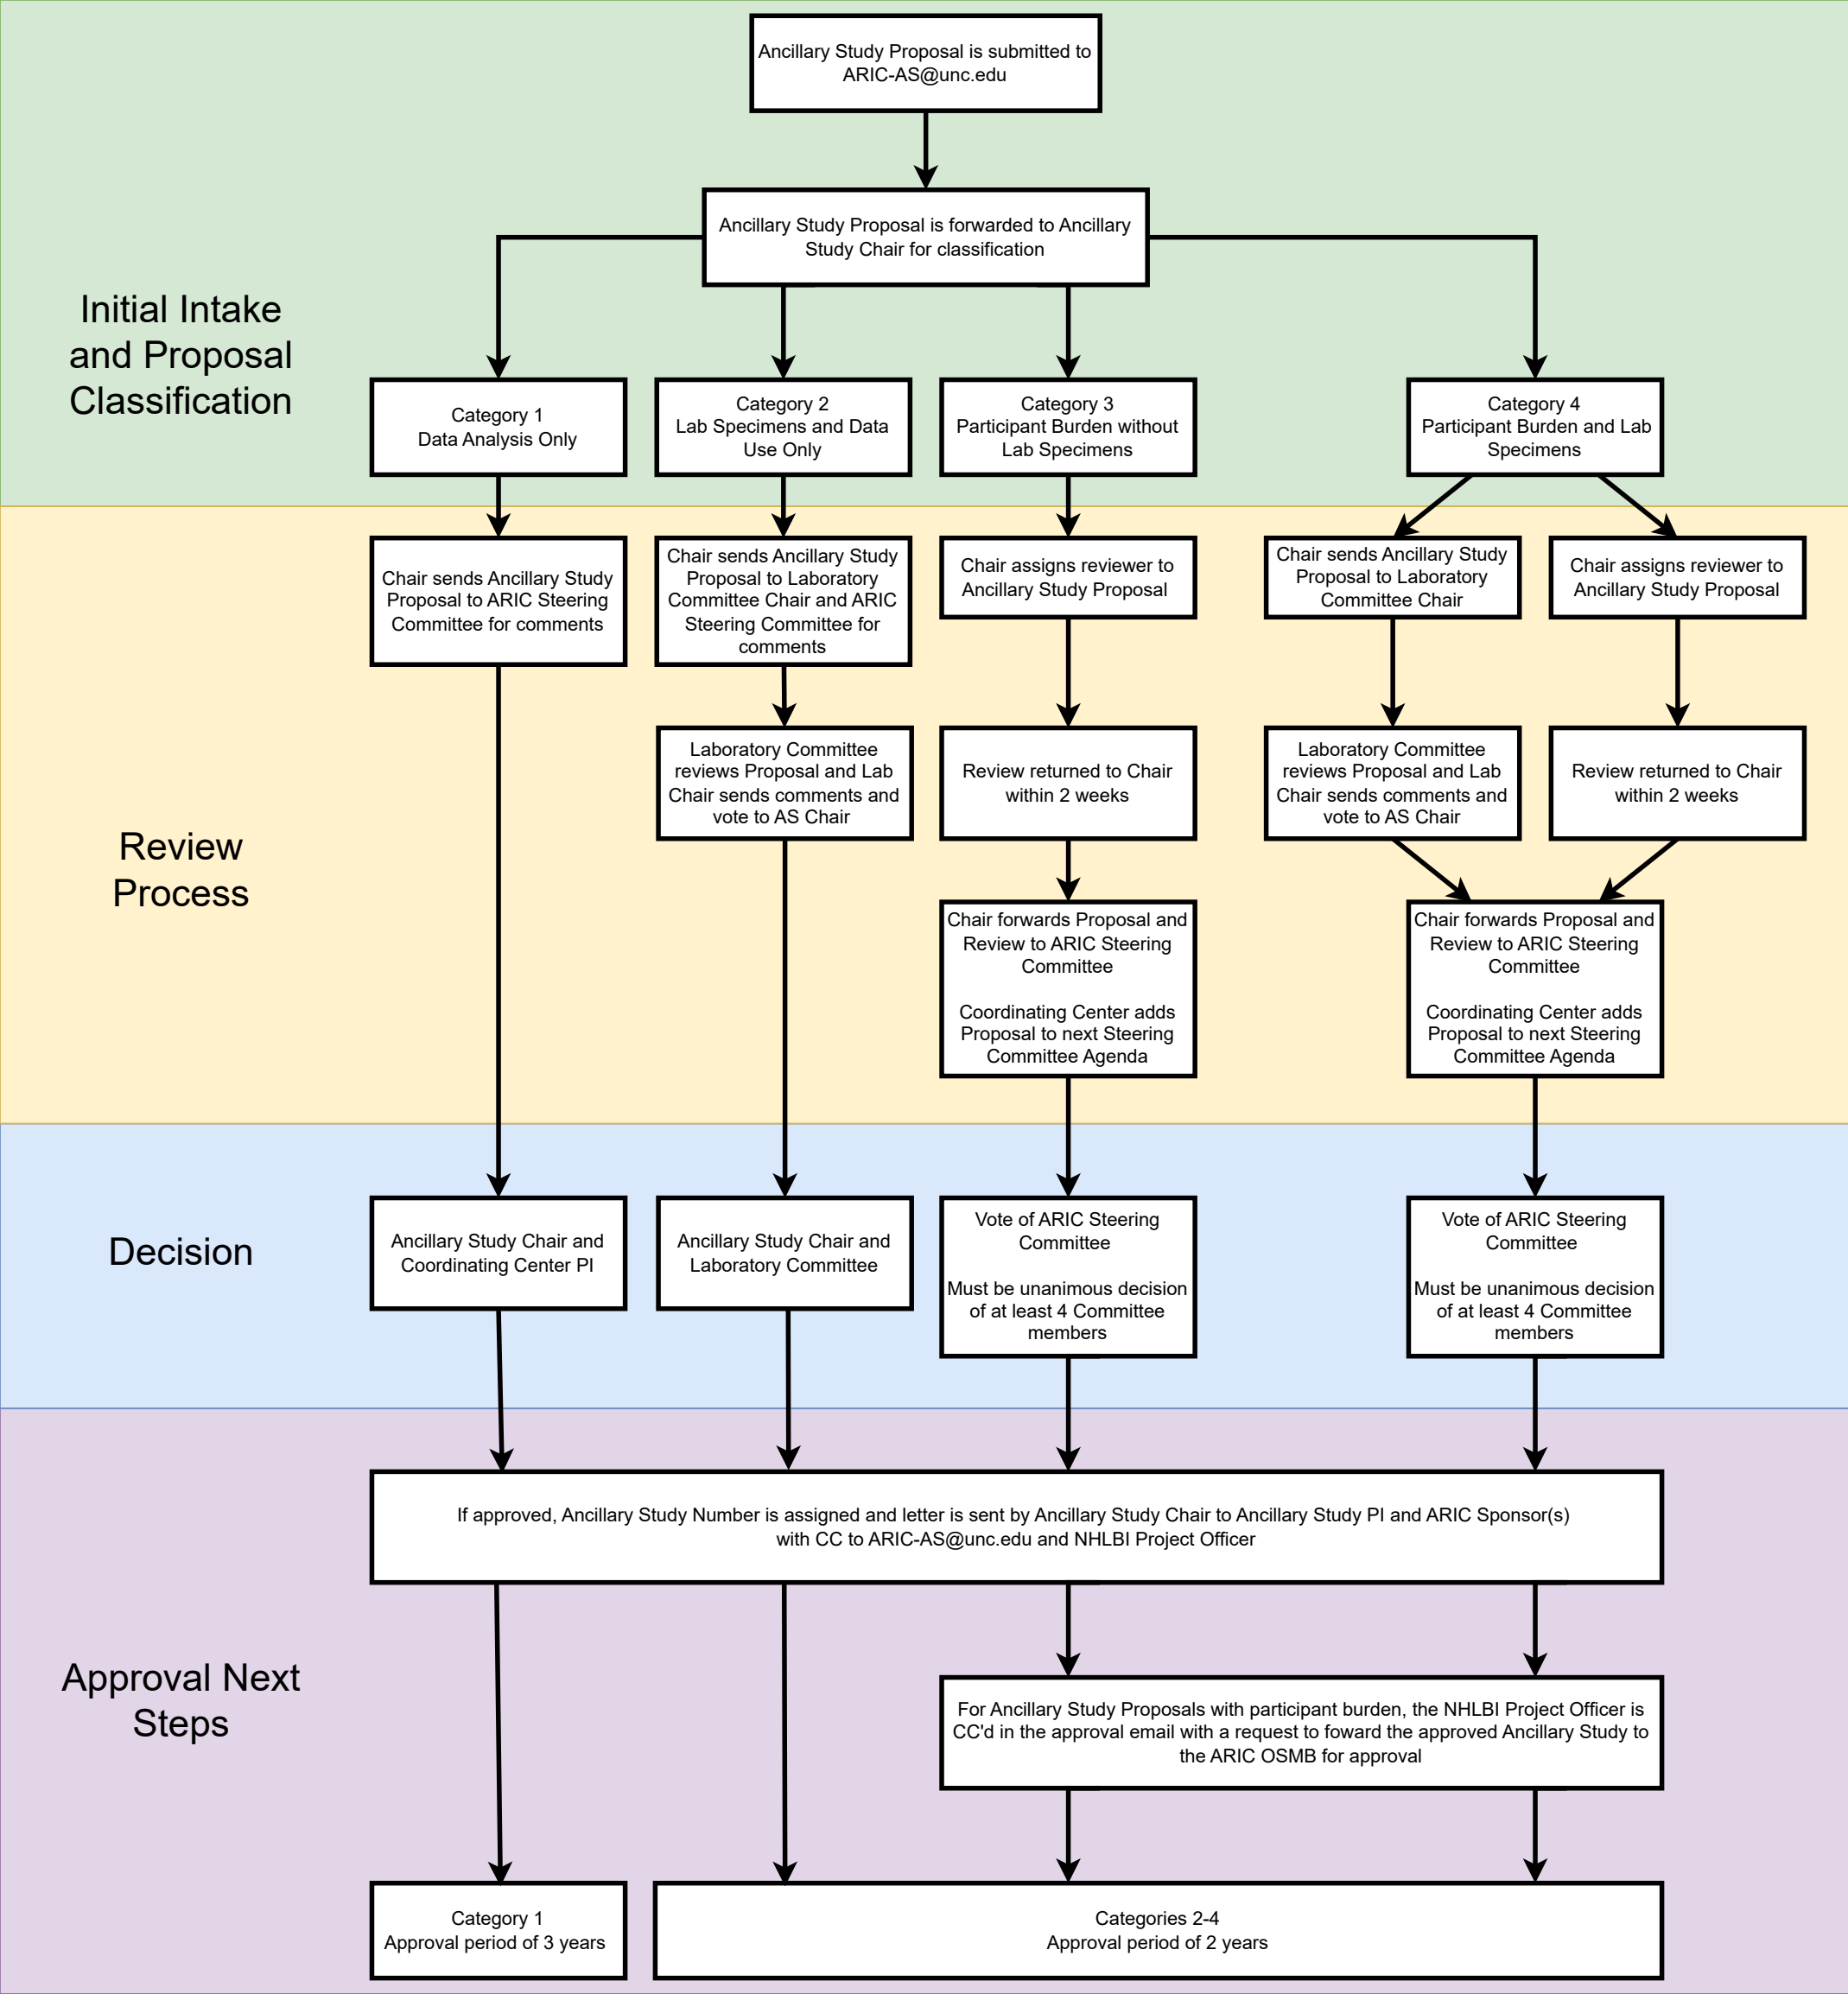 Ancillary Study Proposal is submitted to
ARIC-AS@unc.edu
Ancillary Study Proposal is forwarded to Ancillary
Study Chair for classification
Initial Intake
and Proposal
Classification
Category 1
Data Analysis Only
Category 2
Lab Specimens and Data
Use Only
Category 3
Participant Burden without
Lab Specimens
Category 4
Participant Burden and Lab
Specimens
Review
Process
Chair sends Ancillary Study
Proposal to ARIC Steering
Committee for comments
Chair sends Ancillary Study
Proposal to Laboratory
Committee Chair and ARIC
Steering Committee for
comments
Chair assigns reviewer to
Ancillary Study Proposal
Chair sends Ancillary Study
Proposal to Laboratory
Committee Chair
Chair assigns reviewer to
Ancillary Study Proposal
Laboratory Committee
reviews Proposal and Lab
Chair sends comments and
vote to AS Chair
Review returned to Chair
within 2 weeks
Laboratory Committee
reviews Proposal and Lab
Chair sends comments and
vote to AS Chair
Review returned to Chair
within 2 weeks
Chair forwards Proposal and
Review to ARIC Steering
Committee
Coordinating Center adds
Proposal to next Steering
Committee Agenda
Chair forwards Proposal and
Review to ARIC Steering
Committee
Coordinating Center adds
Proposal to next Steering
Committee Agenda
Decision
Ancillary Study Chair and
Coordinating Center PI
Ancillary Study Chair and
Laboratory Committee
Vote of ARIC Steering
Committee
Must be unanimous decision
of at least 4 Committee
members
Vote of ARIC Steering
Committee
Must be unanimous decision
of at least 4 Committee
members
Approval Next
Steps
If approved, Ancillary Study Number is assigned and letter is sent by Ancillary Study Chair to Ancillary Study PI and ARIC Sponsor(s)
with CC to ARIC-AS@unc.edu and NHLBI Project Officer
For Ancillary Study Proposals with participant burden, the NHLBI Project Officer is
CC'd in the approval email with a request to foward the approved Ancillary Study to
the ARIC OSMB for approval
Category 1
Approval period of 3 years
Categories 2-4
Approval period of 2 years